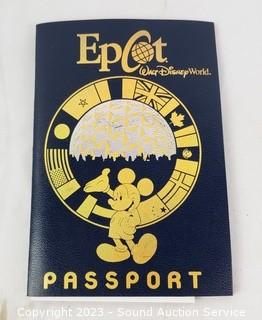 Epcot
Walt Disney World.
PASSPORT
Copyright 2023 - Sound Auction Service